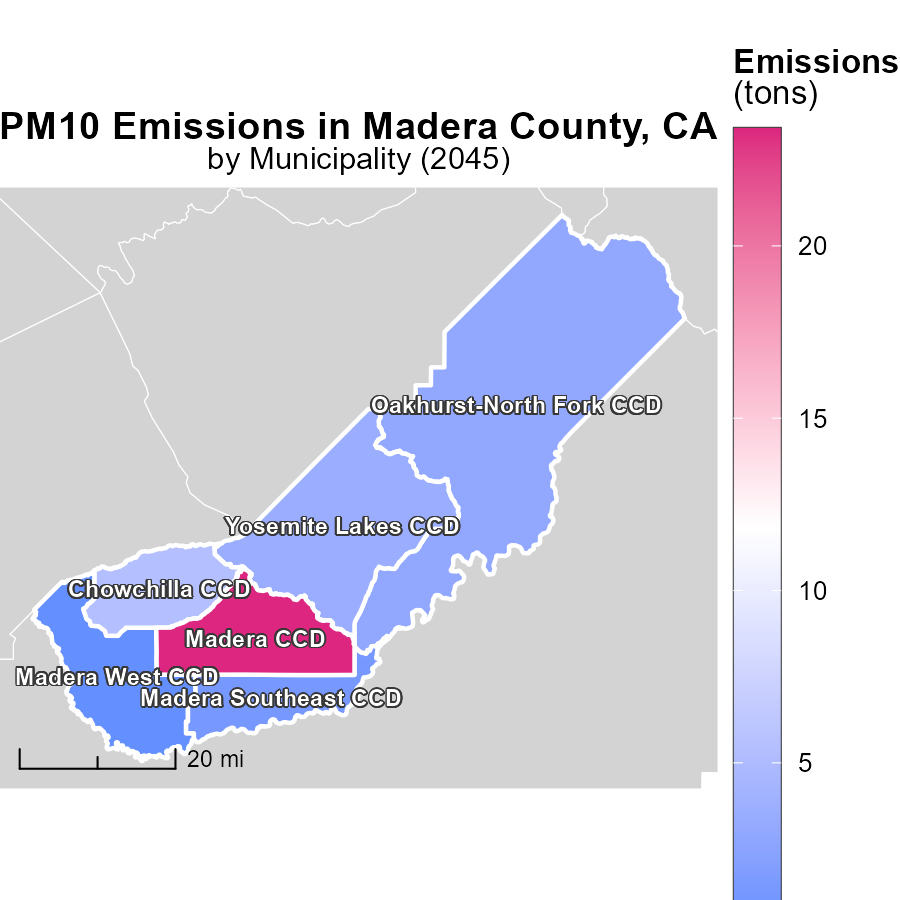 PM10 Emissions in Madera County, CA
by Municipality (2045)
Emissions
(tons)
20
15
10
5
Oakhurst-North Fork CCD
Yosemite Lakes CCD
Chowchilla CCD
Madera CCD
Madera West CCD
Madera Southeast CCD
20 mi